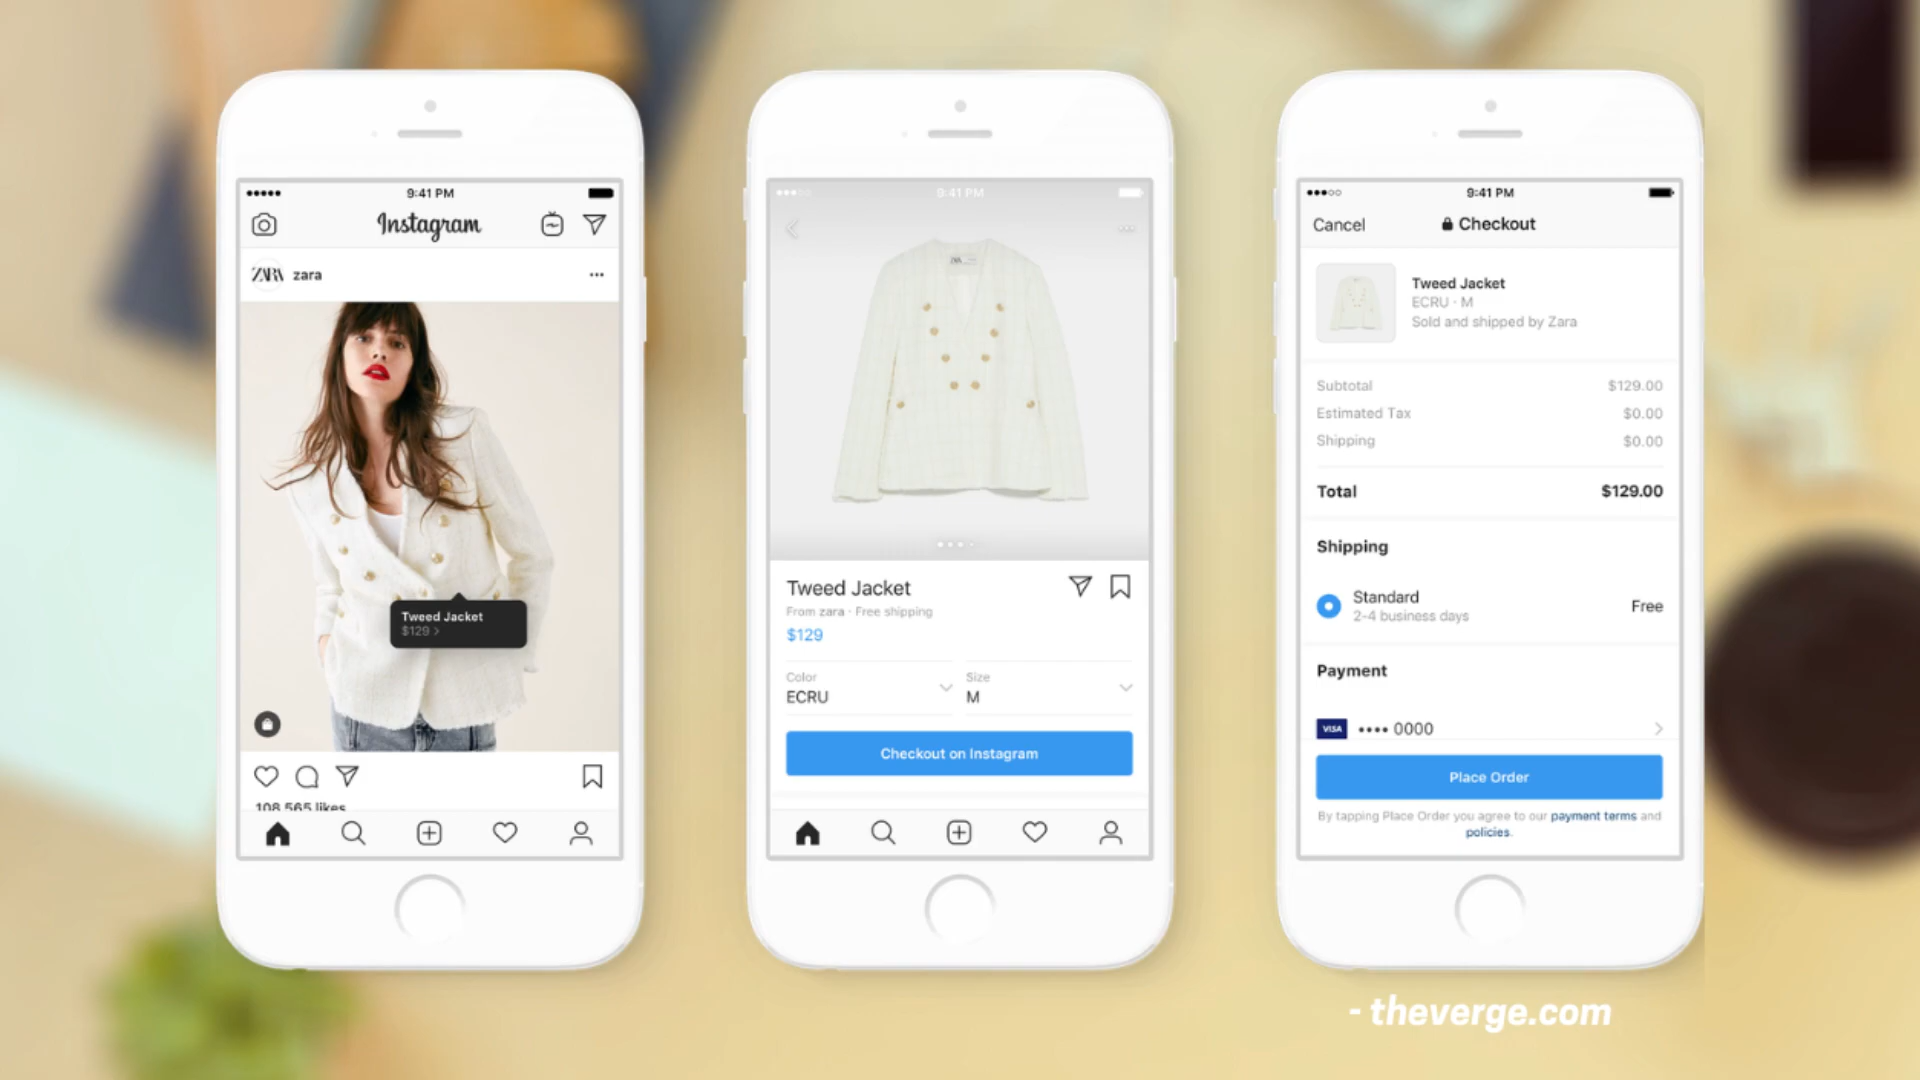 9:41 PM
Instagram
ZARA zara
Tweed Jacket
$129 >
108,565 likes
9:41 PM
Tweed Jacket
From zara · Free shipping
$129
Color
ECRU
Size
M
Checkout on Instagram
9:41 PM
Cancel
Checkout
Tweed Jacket
ECRU · M
Sold and shipped by Zara
Subtotal $129.00
Estimated Tax $0.00
Shipping $0.00
Total $129.00
Shipping
Standard
2-4 business days
Free
Payment
VISA •••• 0000
Place Order
By tapping Place Order you agree to our payment terms and
policies.
- theverge.com